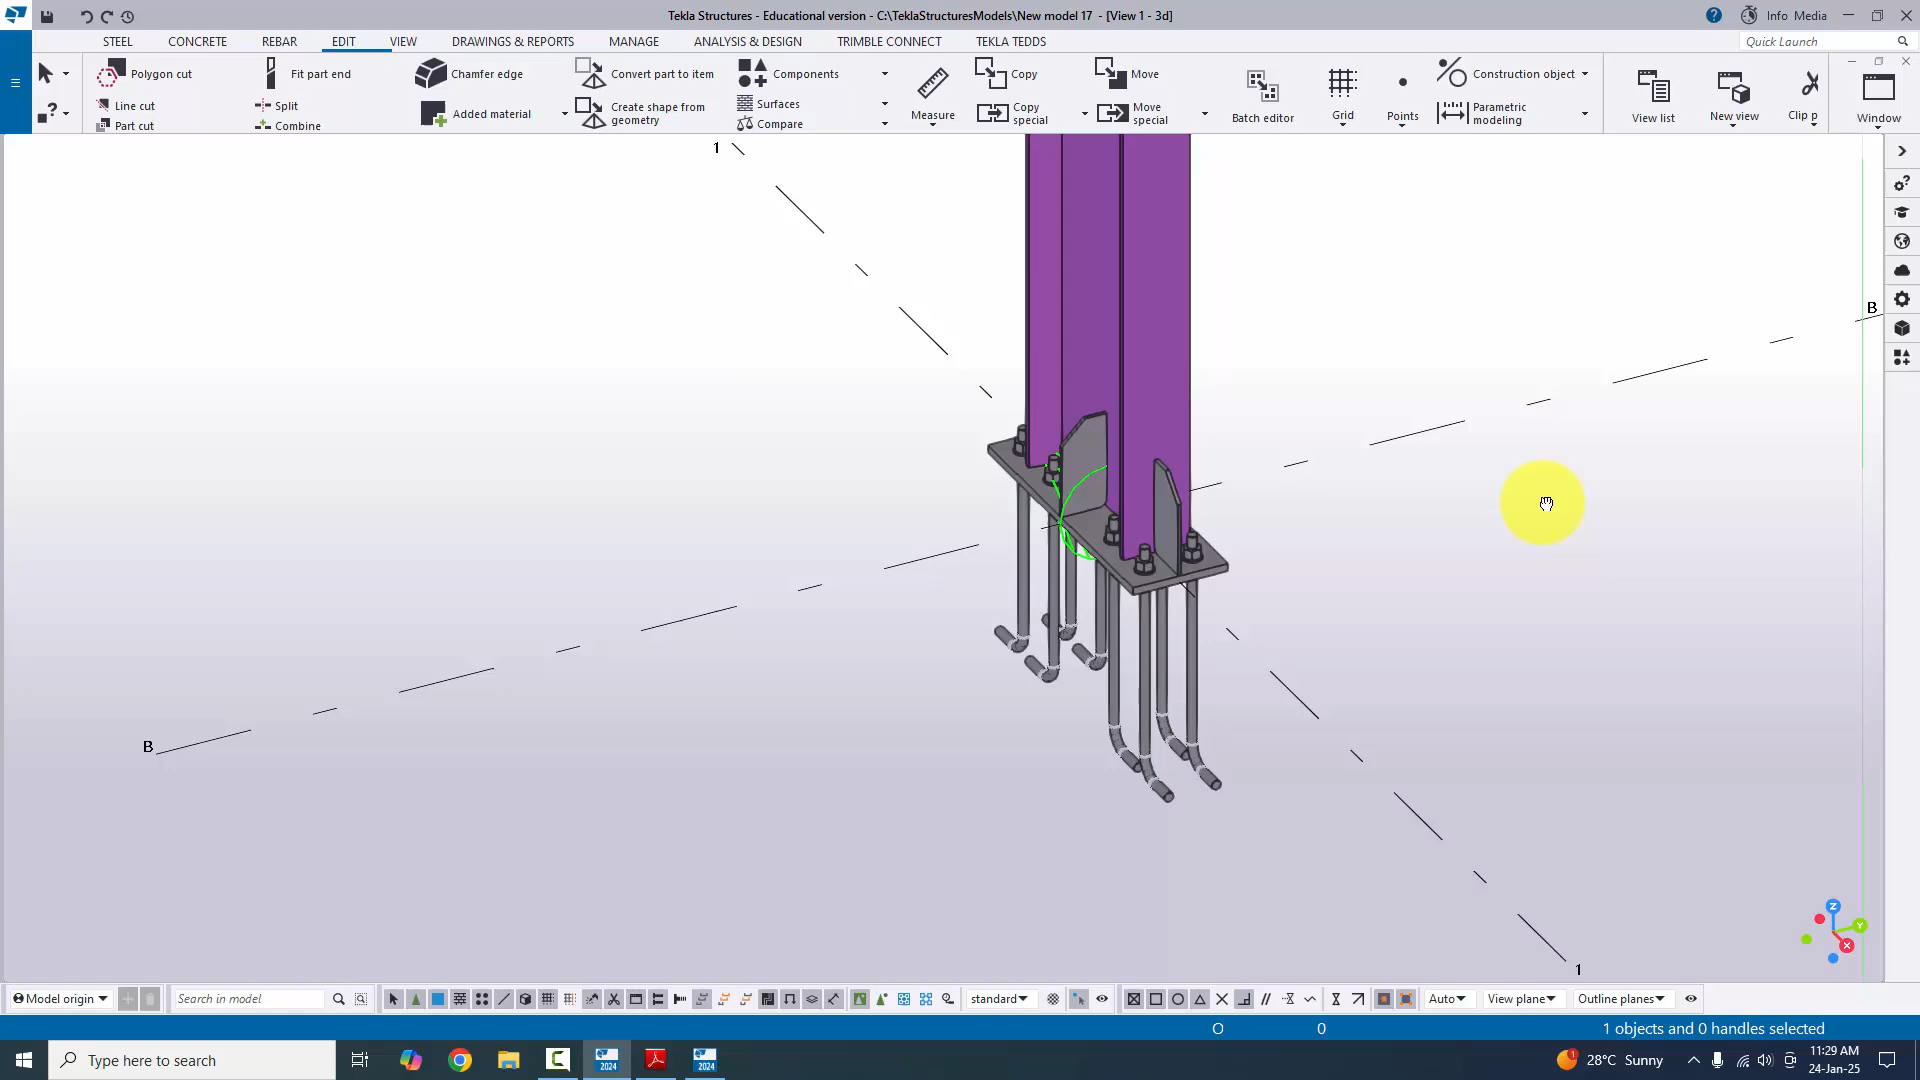 Tekla Structures - Educational version - C:\TeklaStructuresModels\New model 17 - [View 1 - 3d]
Info Media
STEEL CONCRETE REBAR EDIT VIEW DRAWINGS & REPORTS MANAGE ANALYSIS & DESIGN TRIMBLE CONNECT TEKLA TEDDS
Quick Launch
Polygon cut
Line cut
Part cut
Fit part end
Split
Combine
Chamfer edge
Added material
Convert part to item
Create shape from
geometry
Components
Surfaces
Compare
Measure
Copy
Copy
special
Move
Move
special
Batch editor
Grid
Points
Construction object
Parametric
modeling
View list
New view
Clip p
Window
1
B
B
1
Z
Y
X
Model origin
Search in model
standard
Auto
View plane
Outline planes
O
0
1 objects and 0 handles selected
Type here to search
2024
2024
1
28°C Sunny
11:29 AM
24-Jan-25